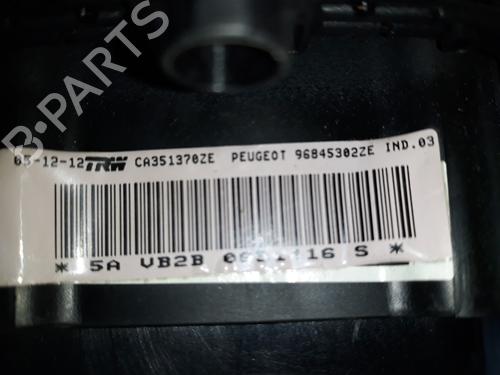 B-PARTS
05-12-12 TRW CA351370ZE PEUGEOT 96845302ZE IND.03
* 5A VB2B S *